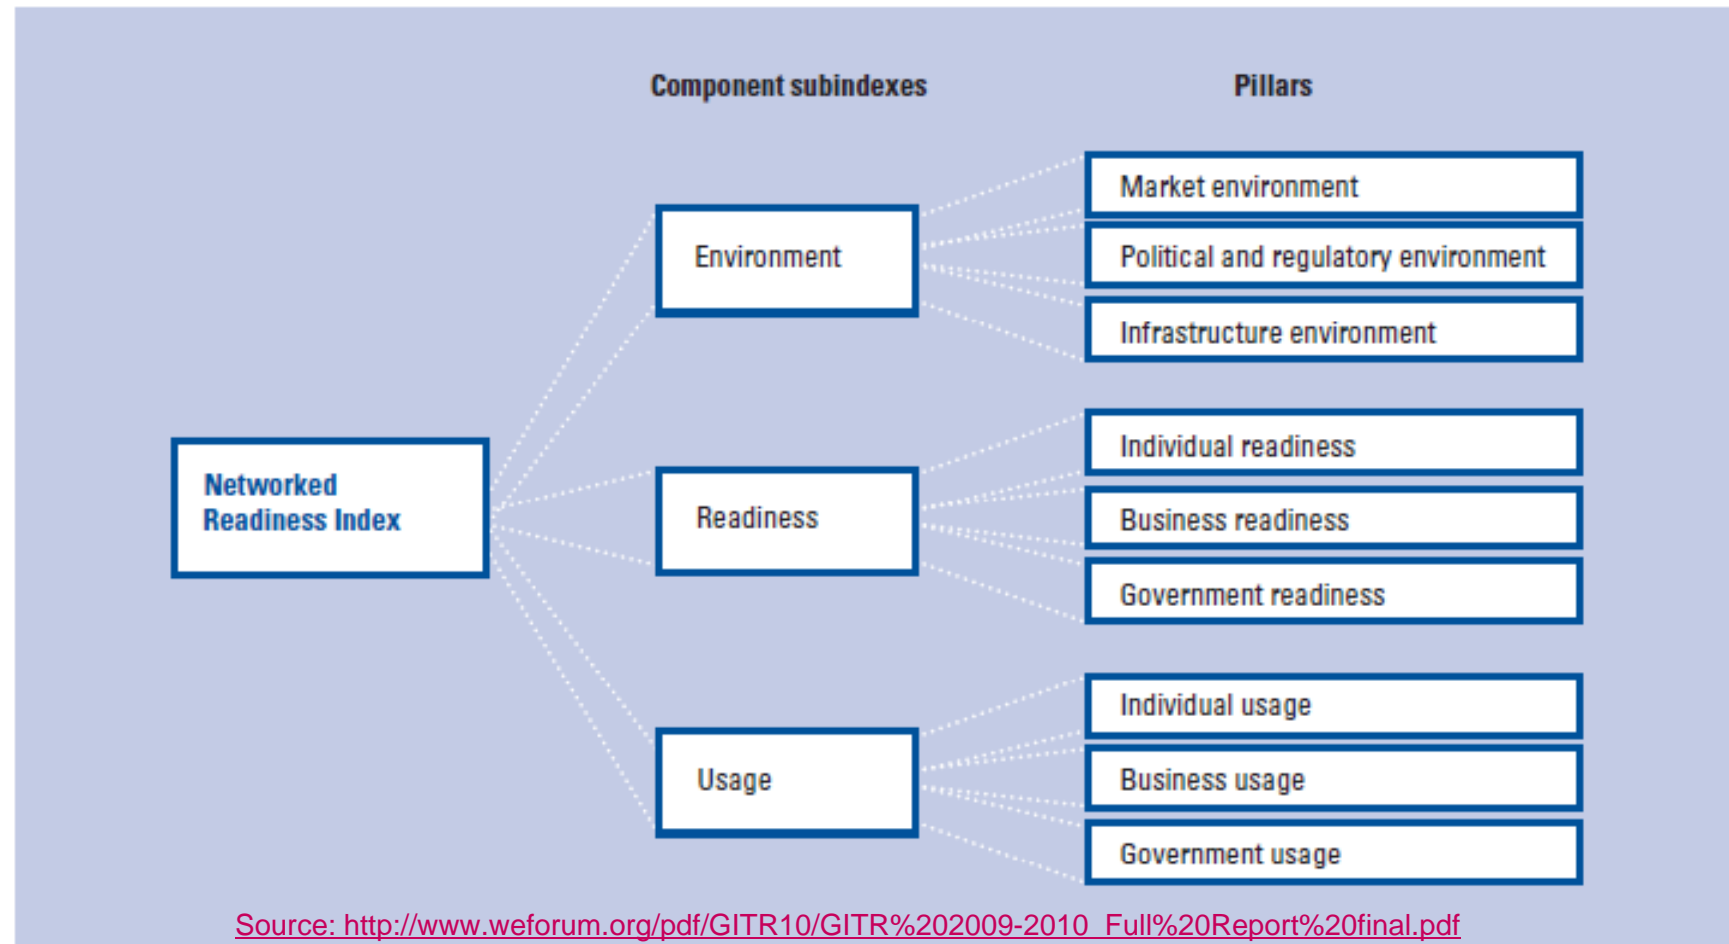 Component subindexes
Pillars
Market environment
Environment
Political and regulatory environment
Infrastructure environment
Networked
Readiness Index
Individual readiness
Readiness
Business readiness
Government readiness
Individual usage
Usage
Business usage
Government usage
Source: http://www.weforum.org/pdf/GITR10/GITR%202009-2010_Full%20Report%20final.pdf